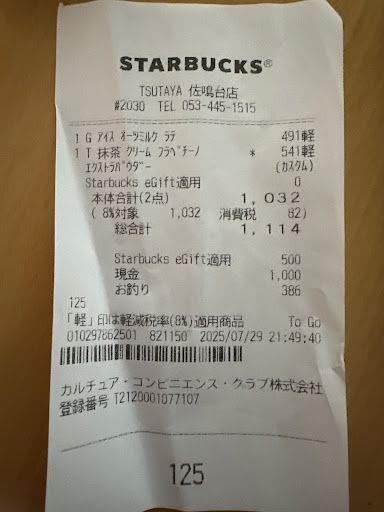 STARBUCKS®
TSUTAYA 佐鳴台店
#2030 TEL 053-445-1515
1 G アイス オーツミルク ラテ 491軽
1 T 抹茶 クリーム フラペチーノ * 541軽
エクストラパウダー (カスタム)
Starbucks eGift適用 0
本体合計(2点) 1,032
( 8%対象 1,032 消費税 82)
総合計 1,114
Starbucks eGift適用 500
現金 1,000
お釣り 386
125
「軽」印は軽減税率(8%)適用商品 To Go
010297862501 821150 2025/07/29 21:49:40
カルチュア・コンビニエンス・クラブ株式会社
登録番号 T2120001077107
125